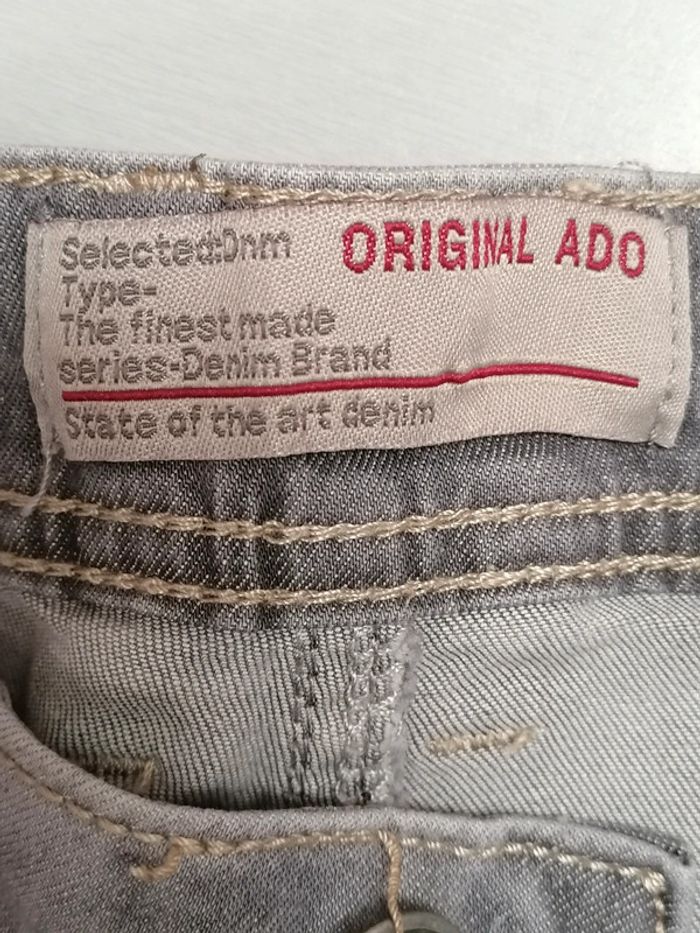 Selected:Dnm
ORIGINAL ADO
Type-
The finest made
series-Denim Brand
State of the art denim